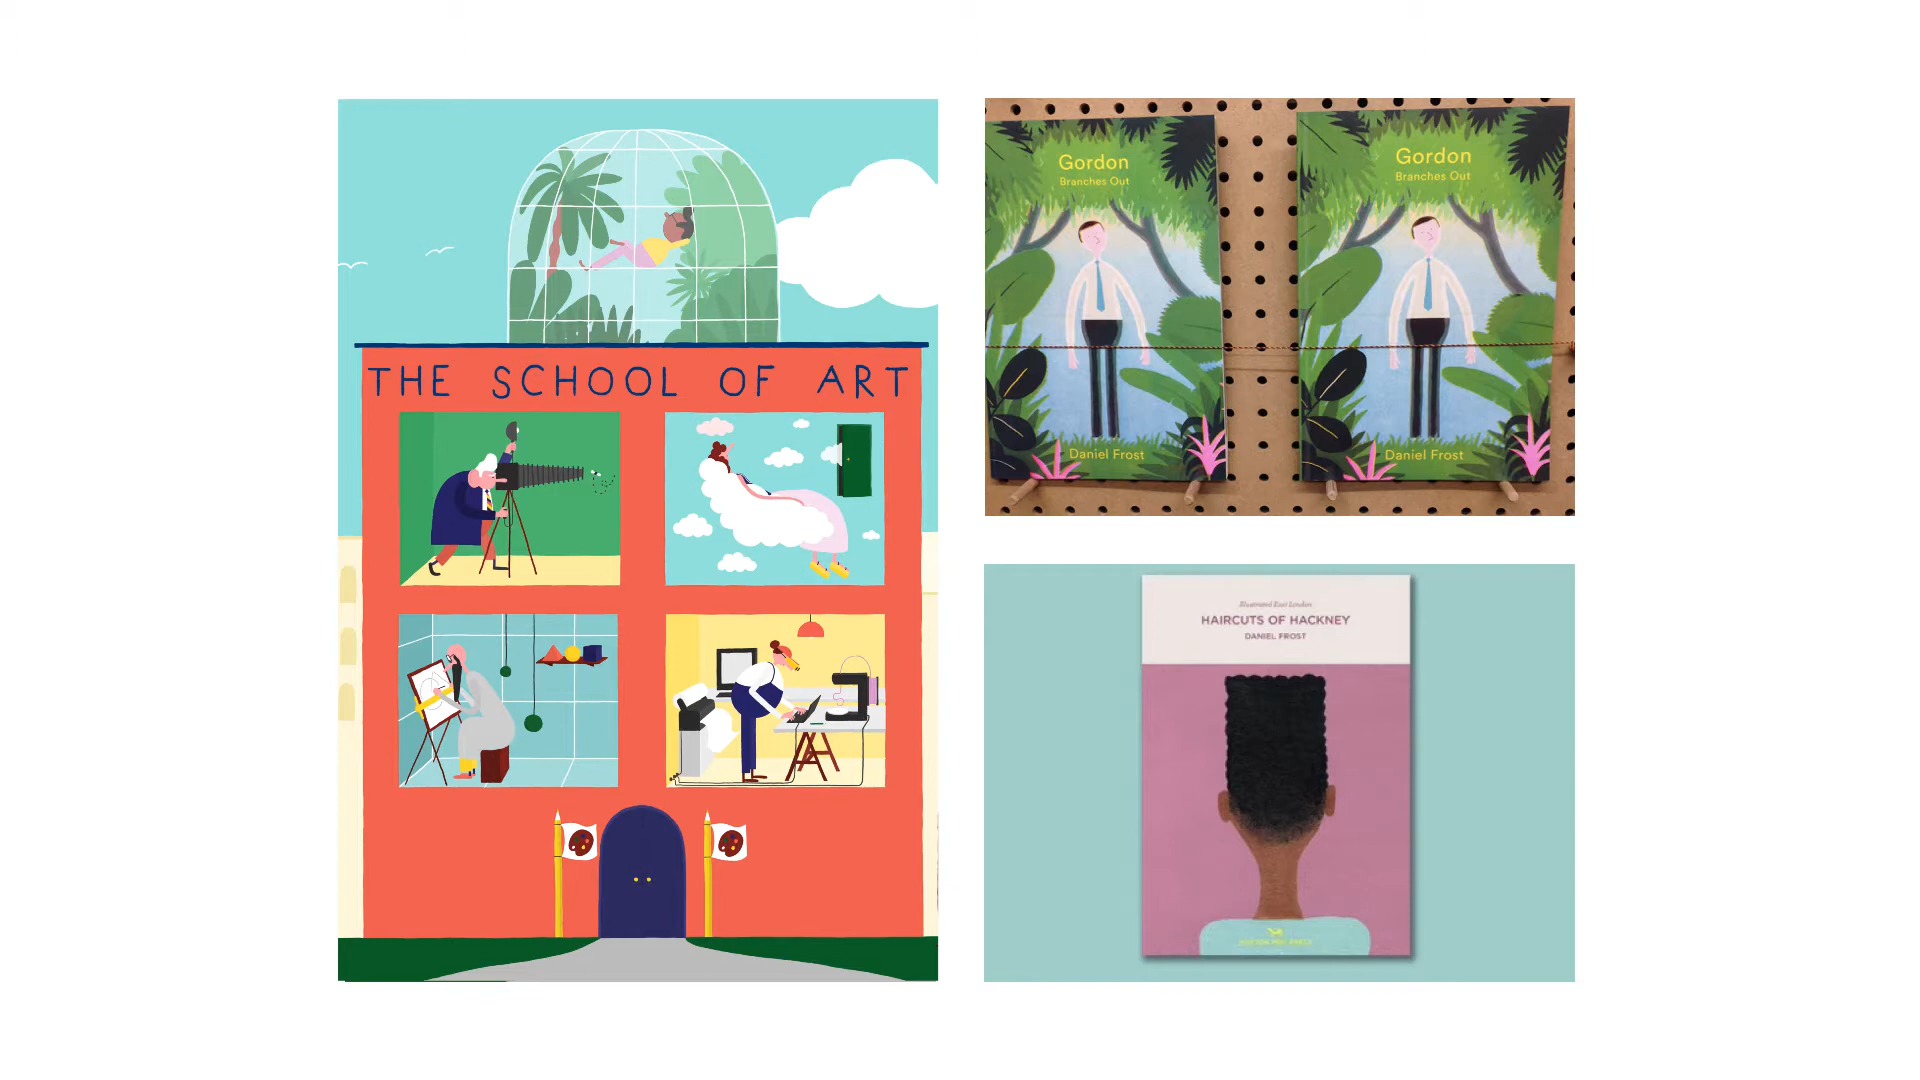 THE SCHOOL OF ART
Gordon
Branches Out
Daniel Frost
Gordon
Branches Out
Daniel Frost
Illustrated East London
HAIRCUTS OF HACKNEY
DANIEL FROST